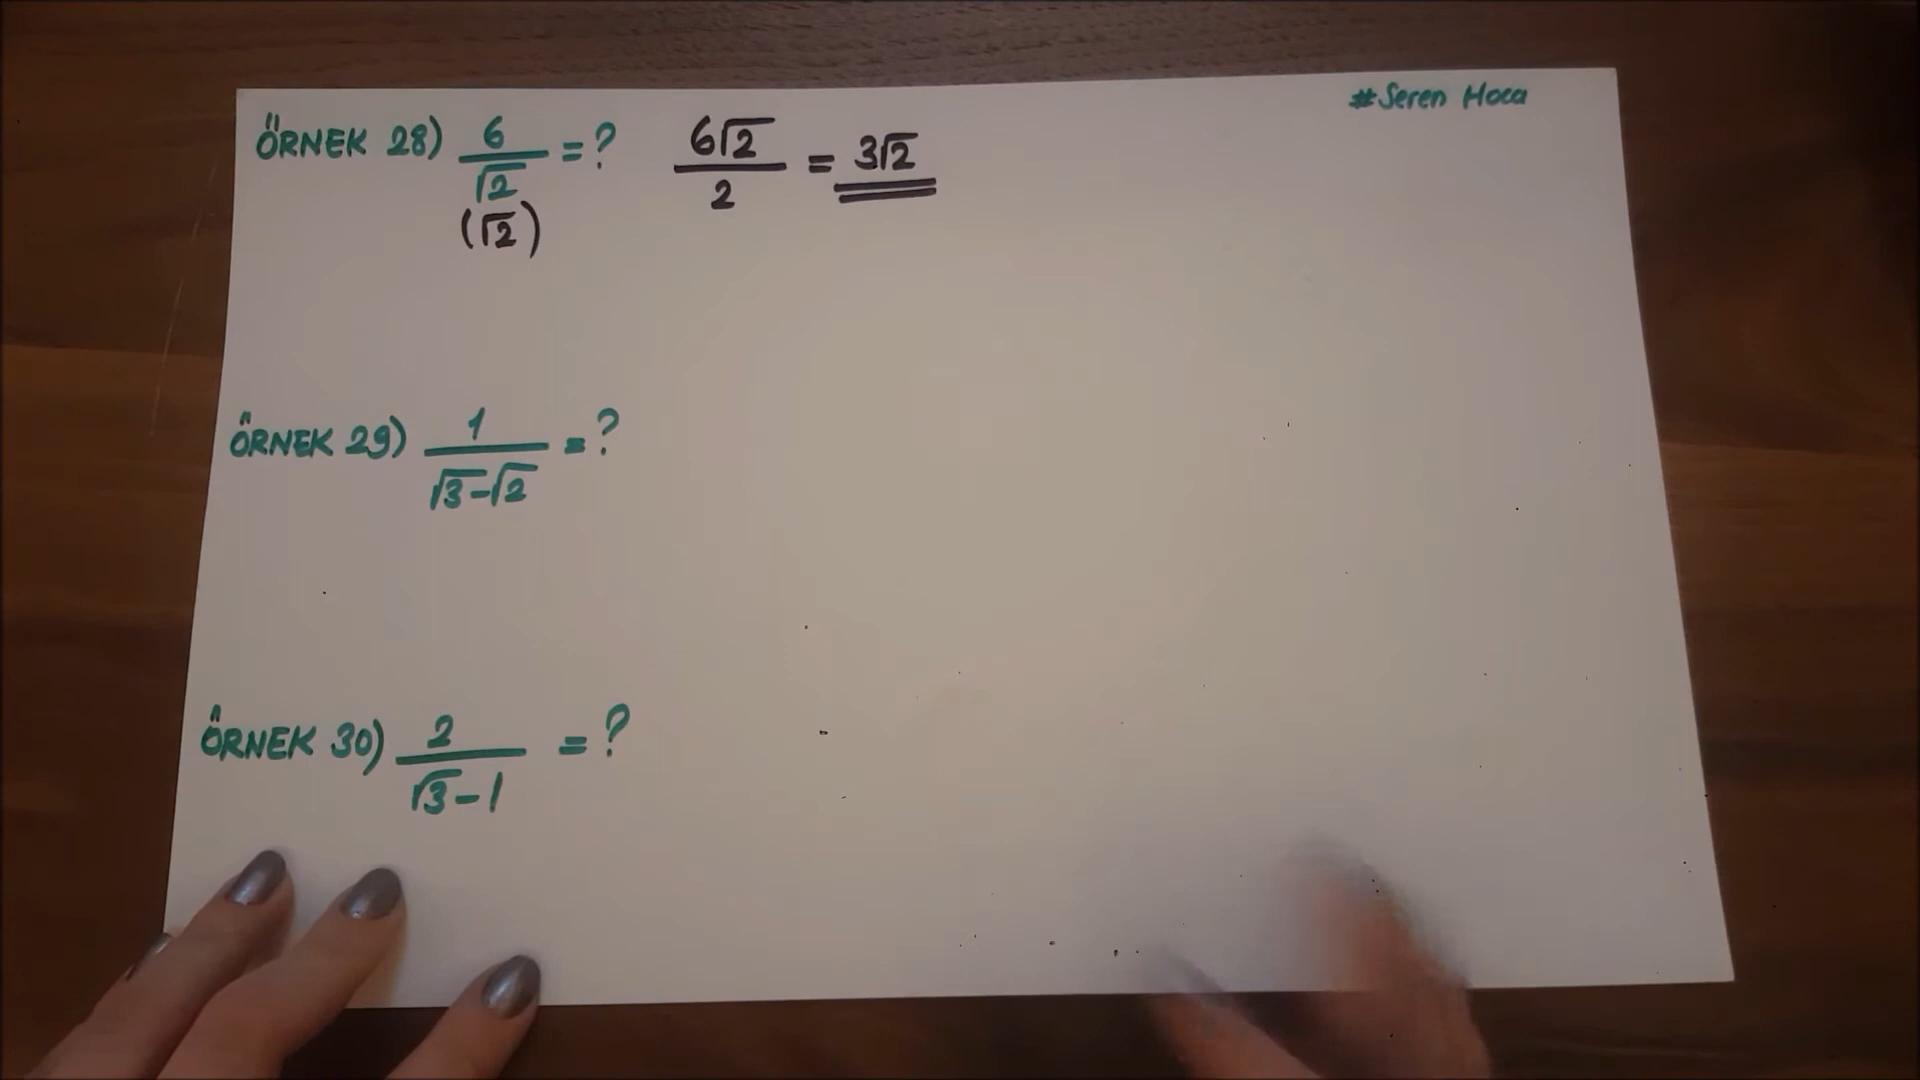 #Seren Hoca
ÖRNEK 28) 6/√2 = ? 6√2/2 = 3√2
(√2)
ÖRNEK 29) 1/(√3-√2) = ?
ÖRNEK 30) 2/(√3-1) = ?